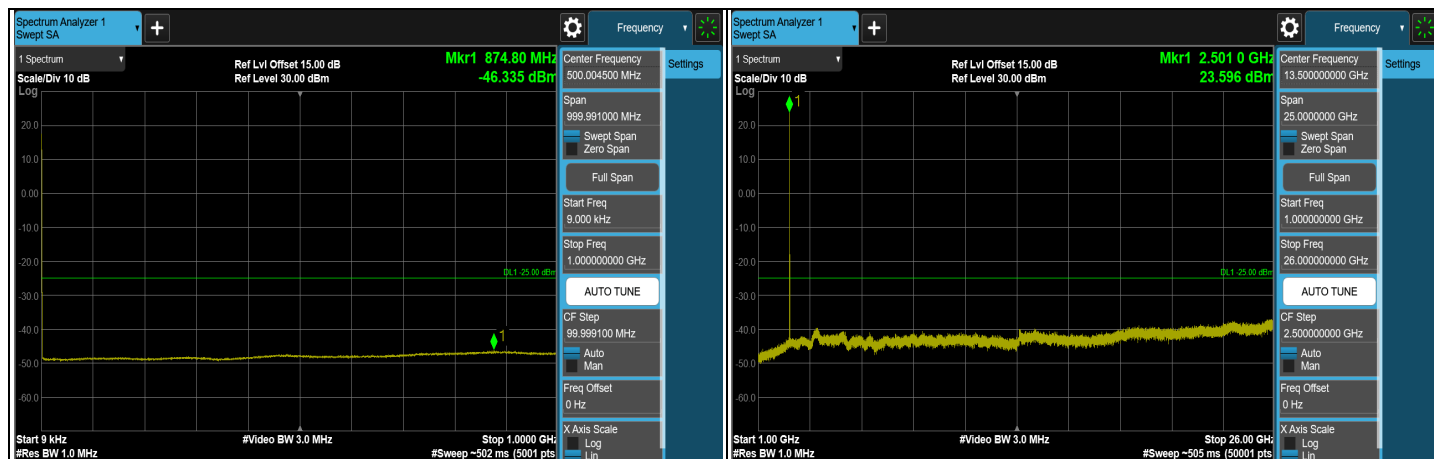 Spectrum Analyzer 1
Swept SA
+
Frequency
1 Spectrum
Ref Lvl Offset 15.00 dB
Mkr1 874.80 MHz
Scale/Div 10 dB
Ref Level 30.00 dBm
-46.335 dBm
Log
20.0
10.0
0.00
-10.0
-20.0
DL1 -25.00 dBm
-30.0
-40.0
1
-50.0
-60.0
Start 9 kHz
#Video BW 3.0 MHz
Stop 1.0000 GHz
#Res BW 1.0 MHz
#Sweep ~502 ms (5001 pts
Center Frequency
500.004500 MHz
Settings
Span
999.991000 MHz
Swept Span
Zero Span
Full Span
Start Freq
9.000 kHz
Stop Freq
1.000000000 GHz
AUTO TUNE
CF Step
99.999100 MHz
Auto
Man
Freq Offset
0 Hz
X Axis Scale
Log
Lin
Spectrum Analyzer 1
Swept SA
+
Frequency
1 Spectrum
Ref Lvl Offset 15.00 dB
Mkr1 2.501 0 GHz
Scale/Div 10 dB
Ref Level 30.00 dBm
23.596 dBm
Log
1
20.0
10.0
0.00
-10.0
-20.0
DL1 -25.00 dBm
-30.0
-40.0
-50.0
-60.0
Start 1.00 GHz
#Video BW 3.0 MHz
Stop 26.00 GHz
#Res BW 1.0 MHz
#Sweep ~505 ms (50001 pts
Center Frequency
13.500000000 GHz
Settings
Span
25.0000000 GHz
Swept Span
Zero Span
Full Span
Start Freq
1.000000000 GHz
Stop Freq
26.000000000 GHz
AUTO TUNE
CF Step
2.500000000 GHz
Auto
Man
Freq Offset
0 Hz
X Axis Scale
Log
Lin